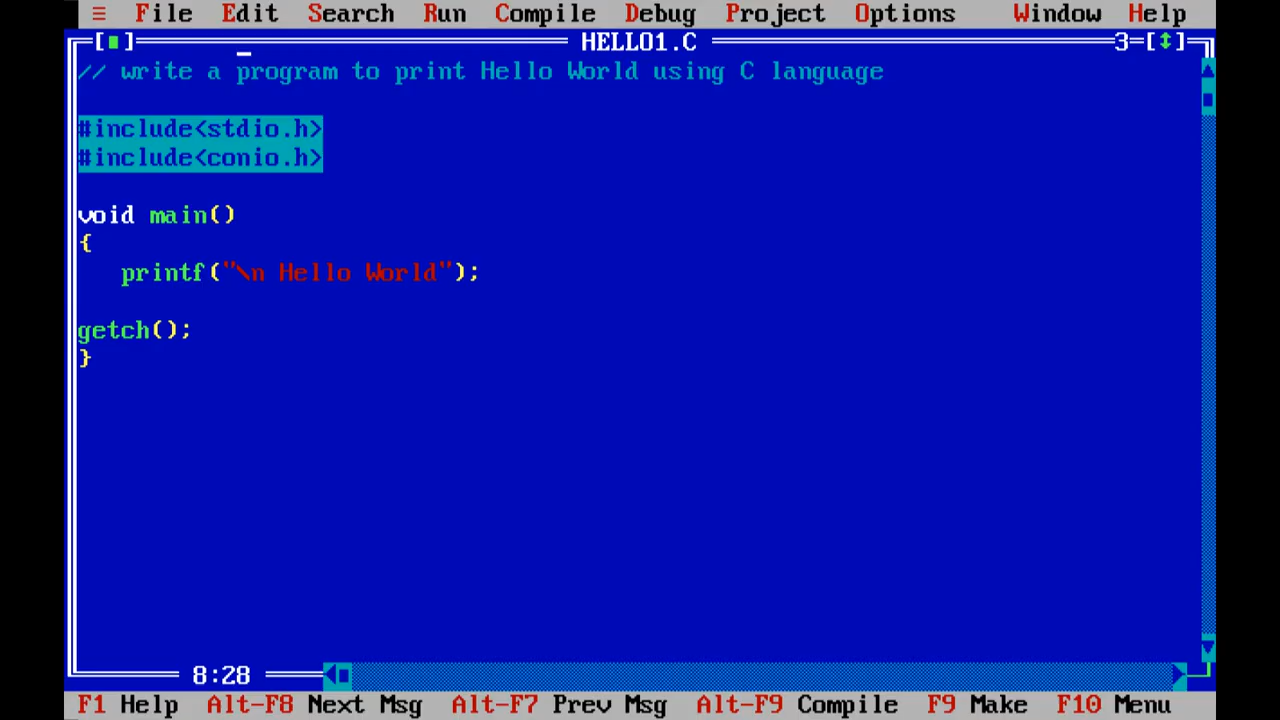 ≡ File Edit Search Run Compile Debug Project Options Window Help
[■] HELLO1.C 3=[↕]
// write a program to print Hello World using C language
#include<stdio.h>
#include<conio.h>
void main()
{
printf("\n Hello World");
getch();
}
8:28
F1 Help Alt-F8 Next Msg Alt-F7 Prev Msg Alt-F9 Compile F9 Make F10 Menu